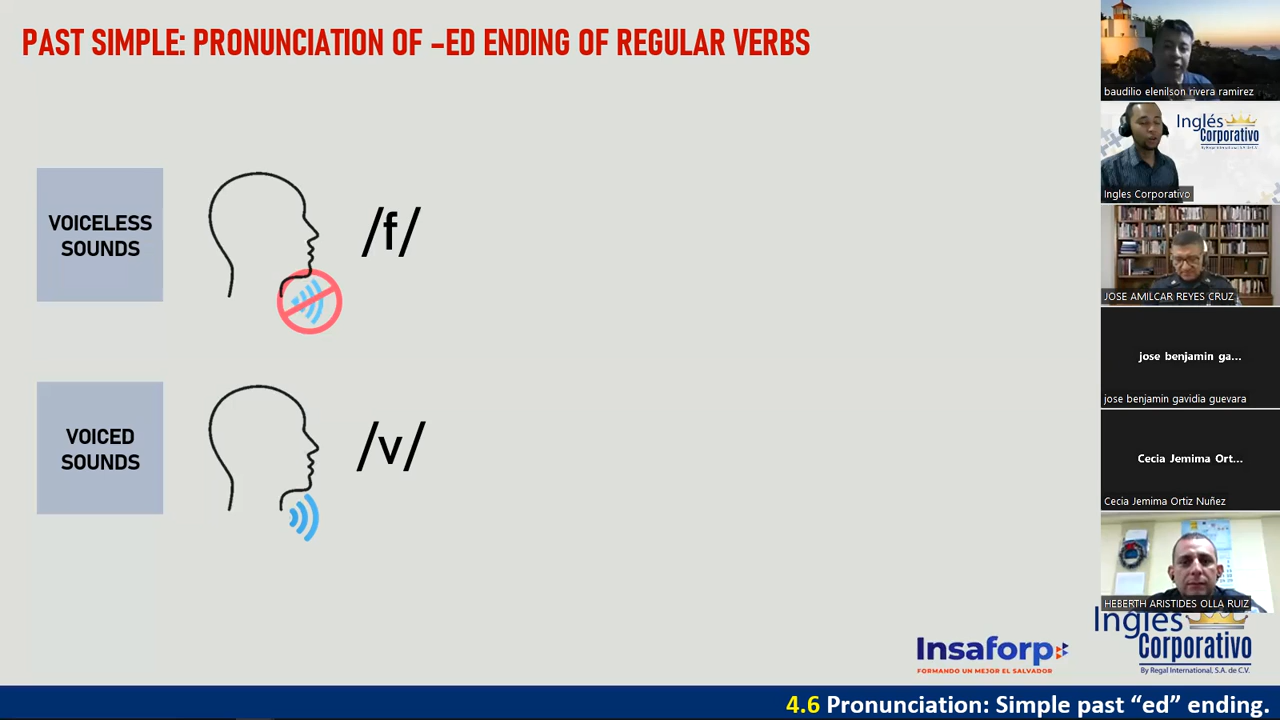 PAST SIMPLE: PRONUNCIATION OF -ED ENDING OF REGULAR VERBS
VOICELESS
SOUNDS
/f/
VOICED
SOUNDS
/v/
baudilio elenilson rivera ramirez
Inglés
Corporativo
Ingles Corporativo
JOSE AMILCAR REYES CRUZ
jose benjamin ga...
jose benjamin gavidia guevara
Cecia Jemima Ort...
Cecia Jemima Ortiz Nuñez
HEBERTH ARISTIDES OLLA RUIZ
Insaforp
FORMANDO UN MEJOR EL SALVADOR
Inglés
Corporativo
By Regal International, S.A. de C.V.
4.6 Pronunciation: Simple past “ed” ending.